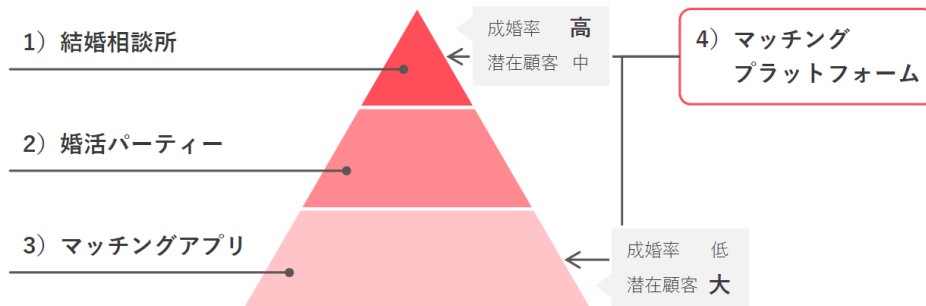 1）結婚相談所
成婚率 高
潜在顧客 中
4）マッチング
プラットフォーム
2）婚活パーティー
3）マッチングアプリ
成婚率 低
潜在顧客 大